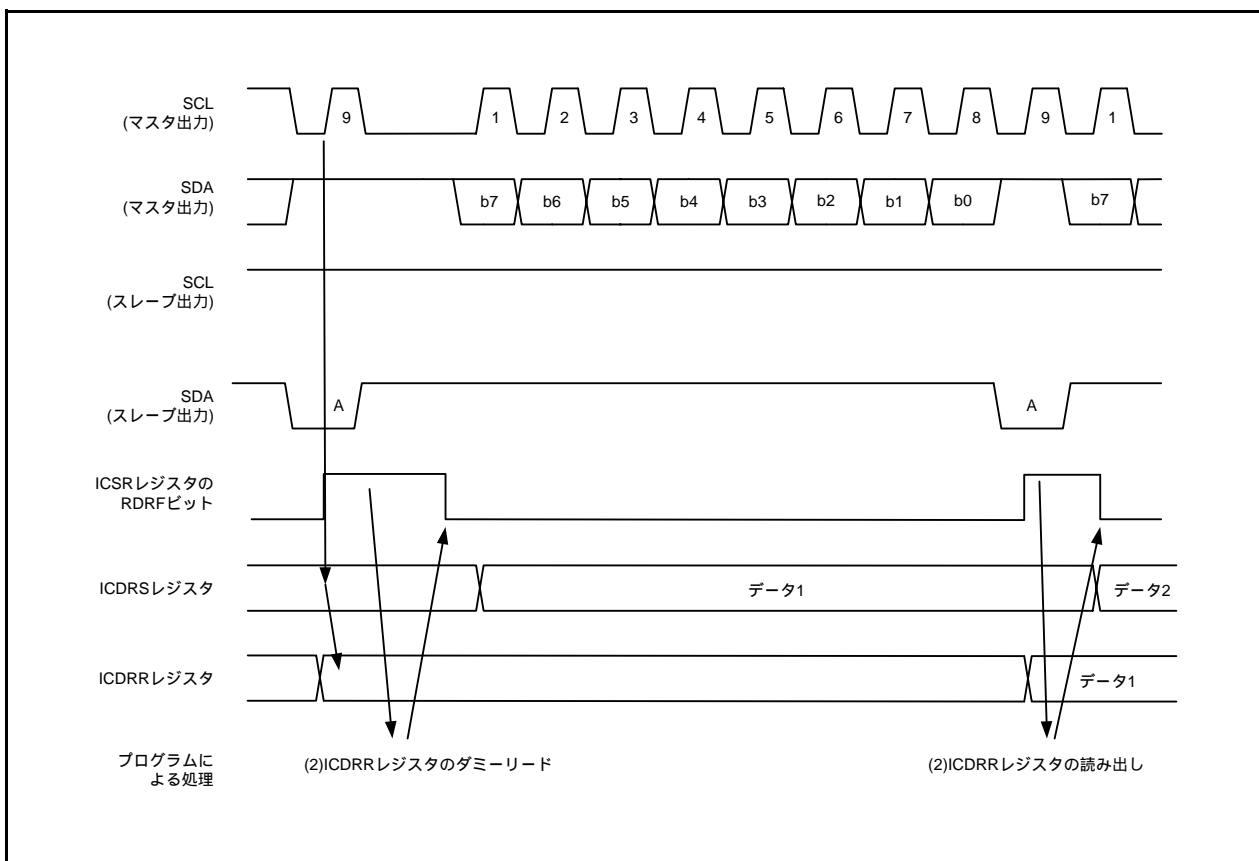 SCL
(マスタ出力)
9
1
2
3
4
5
6
7
8
9
1
SDA
(マスタ出力)
b7
b6
b5
b4
b3
b2
b1
b0
b7
SCL
(スレーブ出力)
SDA
(スレーブ出力)
A
A
ICSRレジスタの
RDRFビット
ICDRSレジスタ
データ1
データ2
ICDRRレジスタ
データ1
プログラムに
よる処理
(2)ICDRRレジスタのダミーリード
(2)ICDRRレジスタの読み出し